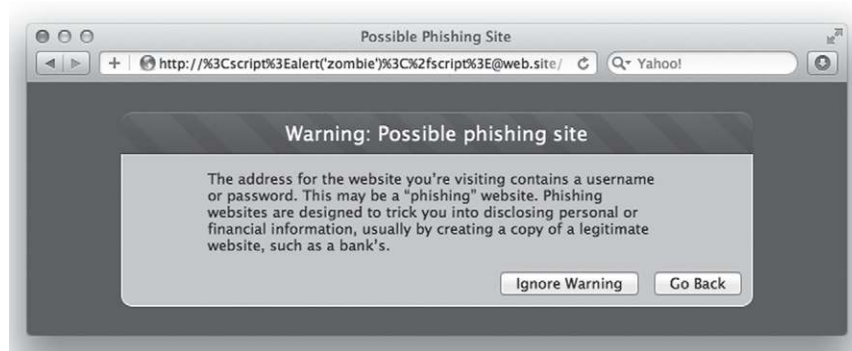 Possible Phishing Site
http://%3Cscript%3Ealert('zombie')%3C%2fscript%3E@web.site/
Yahoo!
Warning: Possible phishing site
The address for the website you're visiting contains a username
or password. This may be a “phishing” website. Phishing
websites are designed to trick you into disclosing personal or
financial information, usually by creating a copy of a legitimate
website, such as a bank's.
Ignore Warning
Go Back